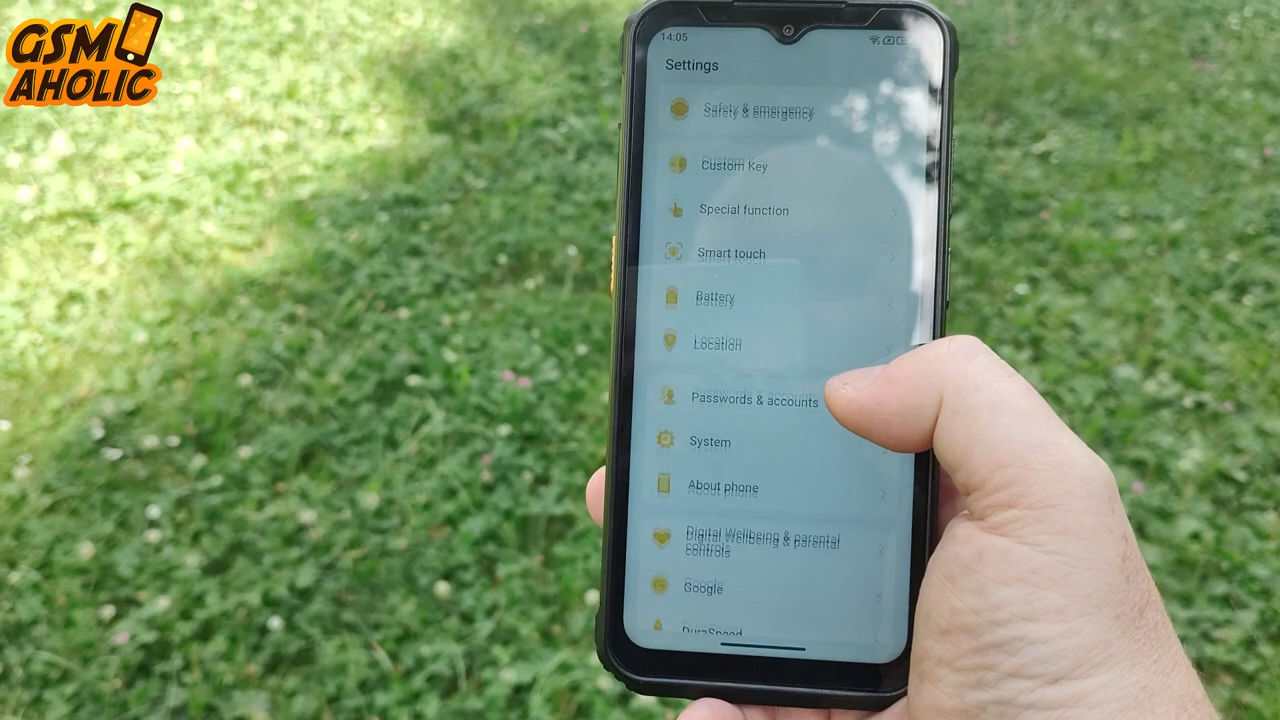 GSM
AHOLIC
14:05
Settings
Safety & emergency
Custom Key
Special function
Smart touch
Battery
Location
Passwords & accounts
System
About phone
Digital Wellbeing & parental
controls
Google
DuraSpeed